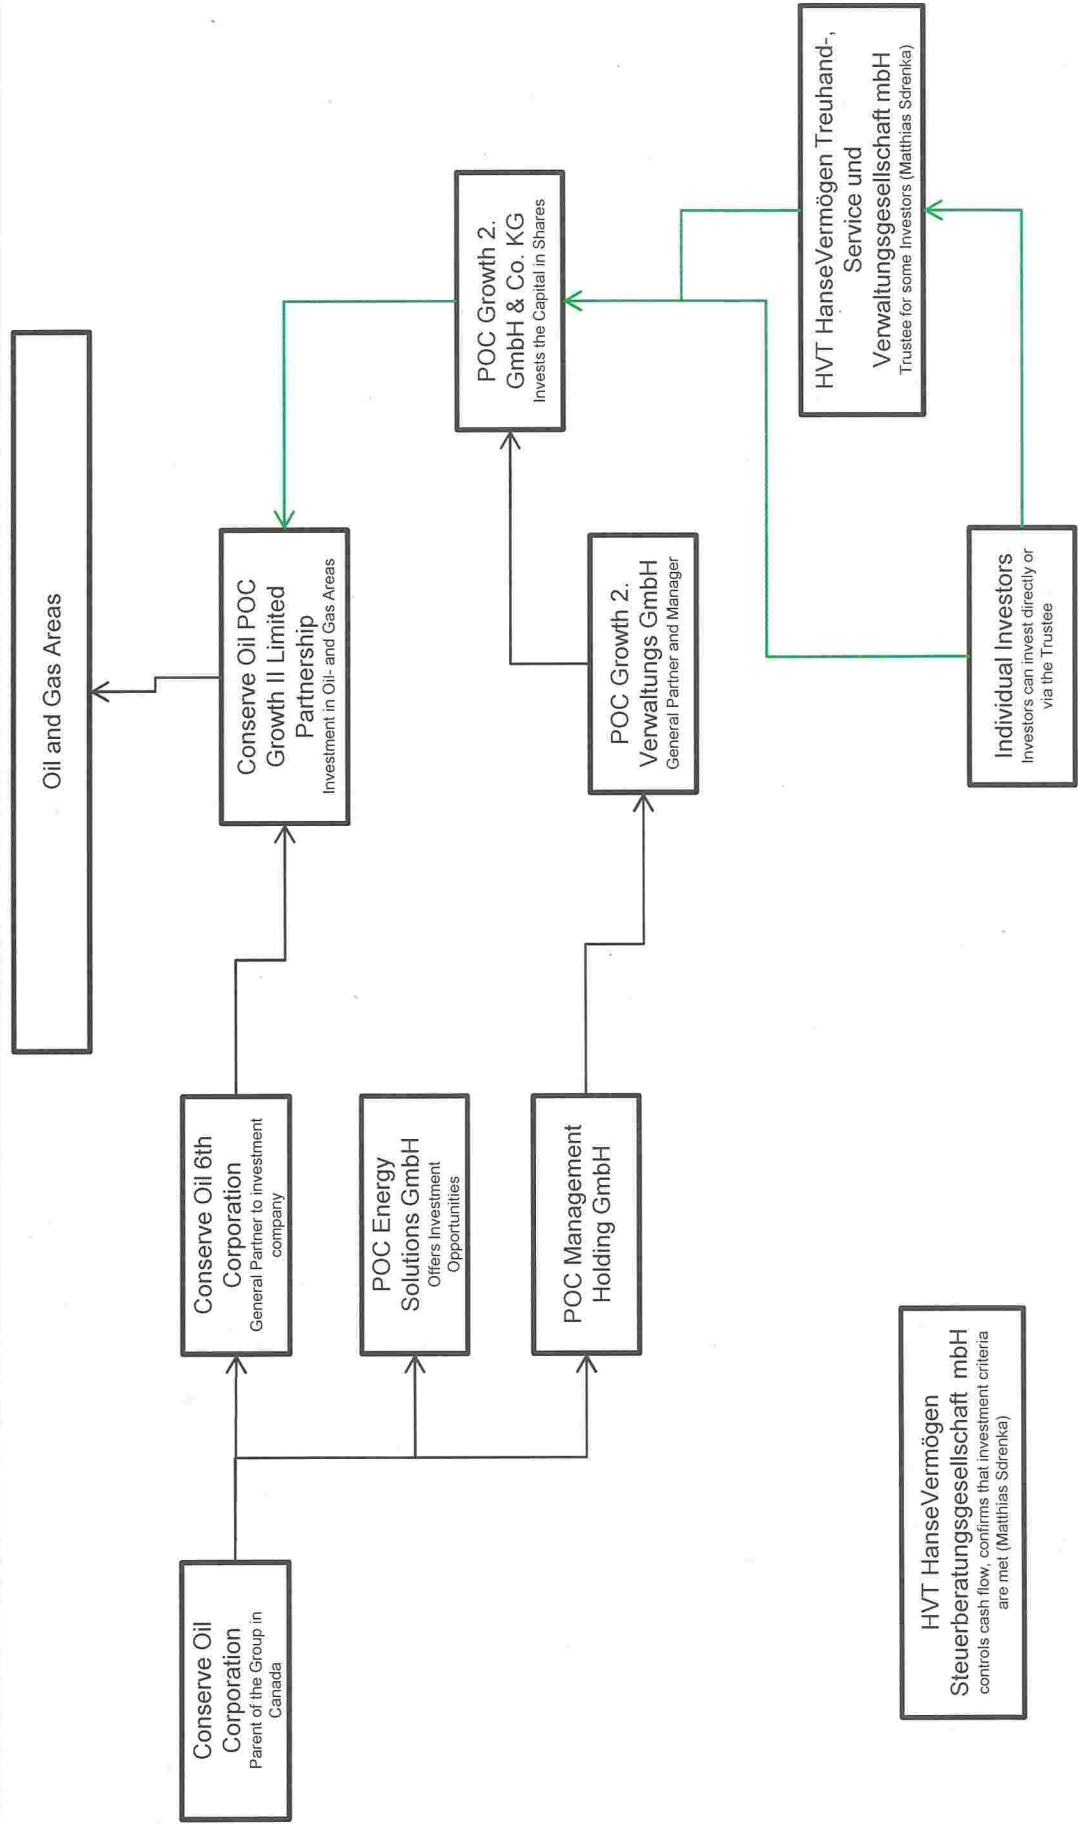 Oil and Gas Areas
Conserve Oil
Corporation
Parent of the Group in
Canada
Conserve Oil 6th
Corporation
General Partner to investment
company
Conserve Oil POC
Growth II Limited
Partnership
Investment in Oil- and Gas Areas
POC Energy
Solutions GmbH
Offers Investment
Opportunities
POC Growth 2.
GmbH & Co. KG
Invests the Capital in Shares
POC Management
Holding GmbH
POC Growth 2.
Verwaltungs GmbH
General Partner and Manager
HVT HanseVermögen Treuhand-,
Service und
Verwaltungsgesellschaft mbH
Trustee for some Investors (Matthias Sdrenka)
HVT HanseVermögen
Steuerberatungsgesellschaft mbH
controls cash flow, confirms that investment criteria
are met (Matthias Sdrenka)
Individual Investors
Investors can invest directly or
via the Trustee